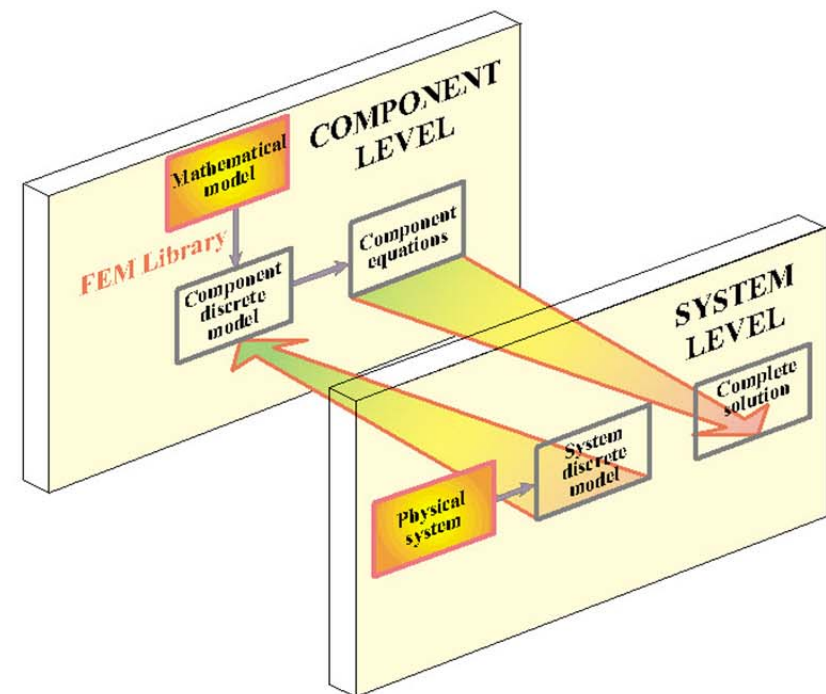 COMPONENT
LEVEL
Mathematical
model
FEM Library
Component
discrete
model
Component
equations
SYSTEM
LEVEL
Complete
solution
System
discrete
model
Physical
system